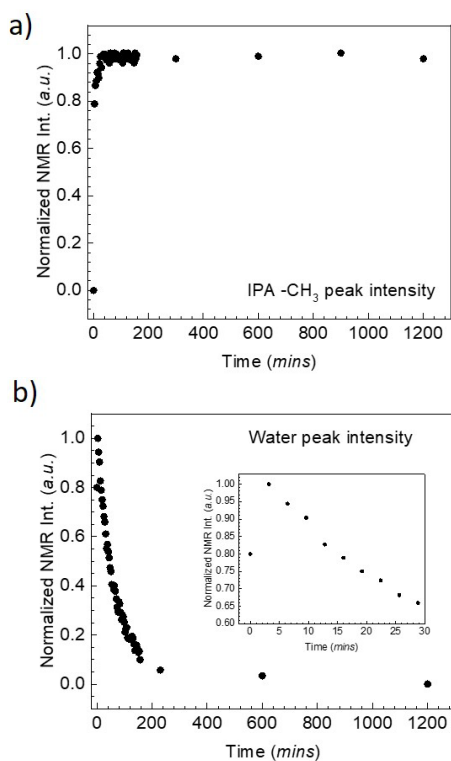 a)
Normalized NMR Int. (a.u.)
1.0
0.8
0.6
0.4
0.2
0.0
IPA -CH₃ peak intensity
0 200 400 600 800 1000 1200
Time (mins)
b)
Normalized NMR Int. (a.u.)
1.0
0.8
0.6
0.4
0.2
0.0
Water peak intensity
Normalized NMR Int. (a.u.)
1.00
0.95
0.90
0.85
0.80
0.75
0.70
0.65
0.60
0 5 10 15 20 25 30
Time (mins)
0 200 400 600 800 1000 1200
Time (mins)